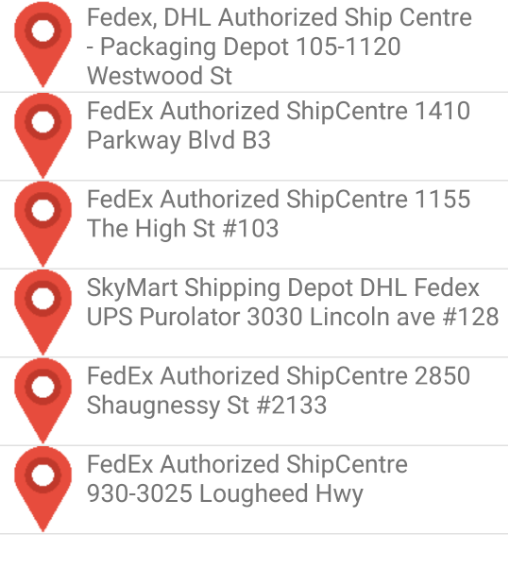 Fedex, DHL Authorized Ship Centre
- Packaging Depot 105-1120
Westwood St
FedEx Authorized ShipCentre 1410
Parkway Blvd B3
FedEx Authorized ShipCentre 1155
The High St #103
SkyMart Shipping Depot DHL Fedex
UPS Purolator 3030 Lincoln ave #128
FedEx Authorized ShipCentre 2850
Shaugnessy St #2133
FedEx Authorized ShipCentre
930-3025 Lougheed Hwy